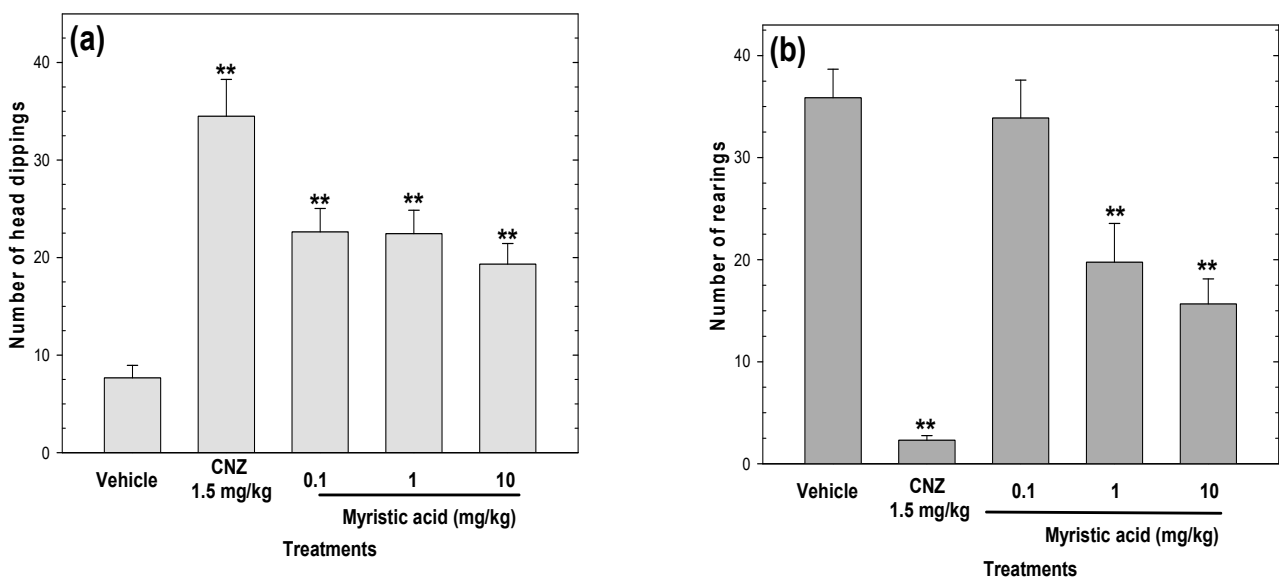 (a)
Number of head dippings
40
30
20
10
0
**
**
**
**
Vehicle
CNZ
1.5 mg/kg
0.1
1
10
Myristic acid (mg/kg)
Treatments
(b)
Number of rearings
40
30
20
10
0
**
**
**
Vehicle
CNZ
1.5 mg/kg
0.1
1
10
Myristic acid (mg/kg)
Treatments